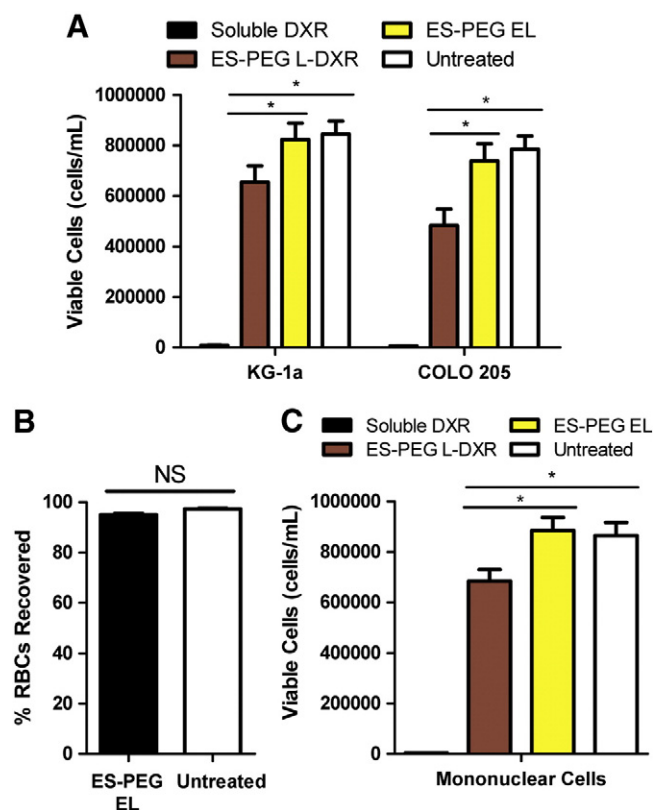 A
Soluble DXR
ES-PEG EL
ES-PEG L-DXR
Untreated
*
*
*
*
1000000
800000
600000
400000
200000
0
Viable Cells (cells/mL)
KG-1a
COLO 205
B
NS
100
80
60
40
20
0
% RBCs Recovered
ES-PEG
EL
Untreated
C
Soluble DXR
ES-PEG EL
ES-PEG L-DXR
Untreated
*
*
1000000
800000
600000
400000
200000
0
Viable Cells (cells/mL)
Mononuclear Cells